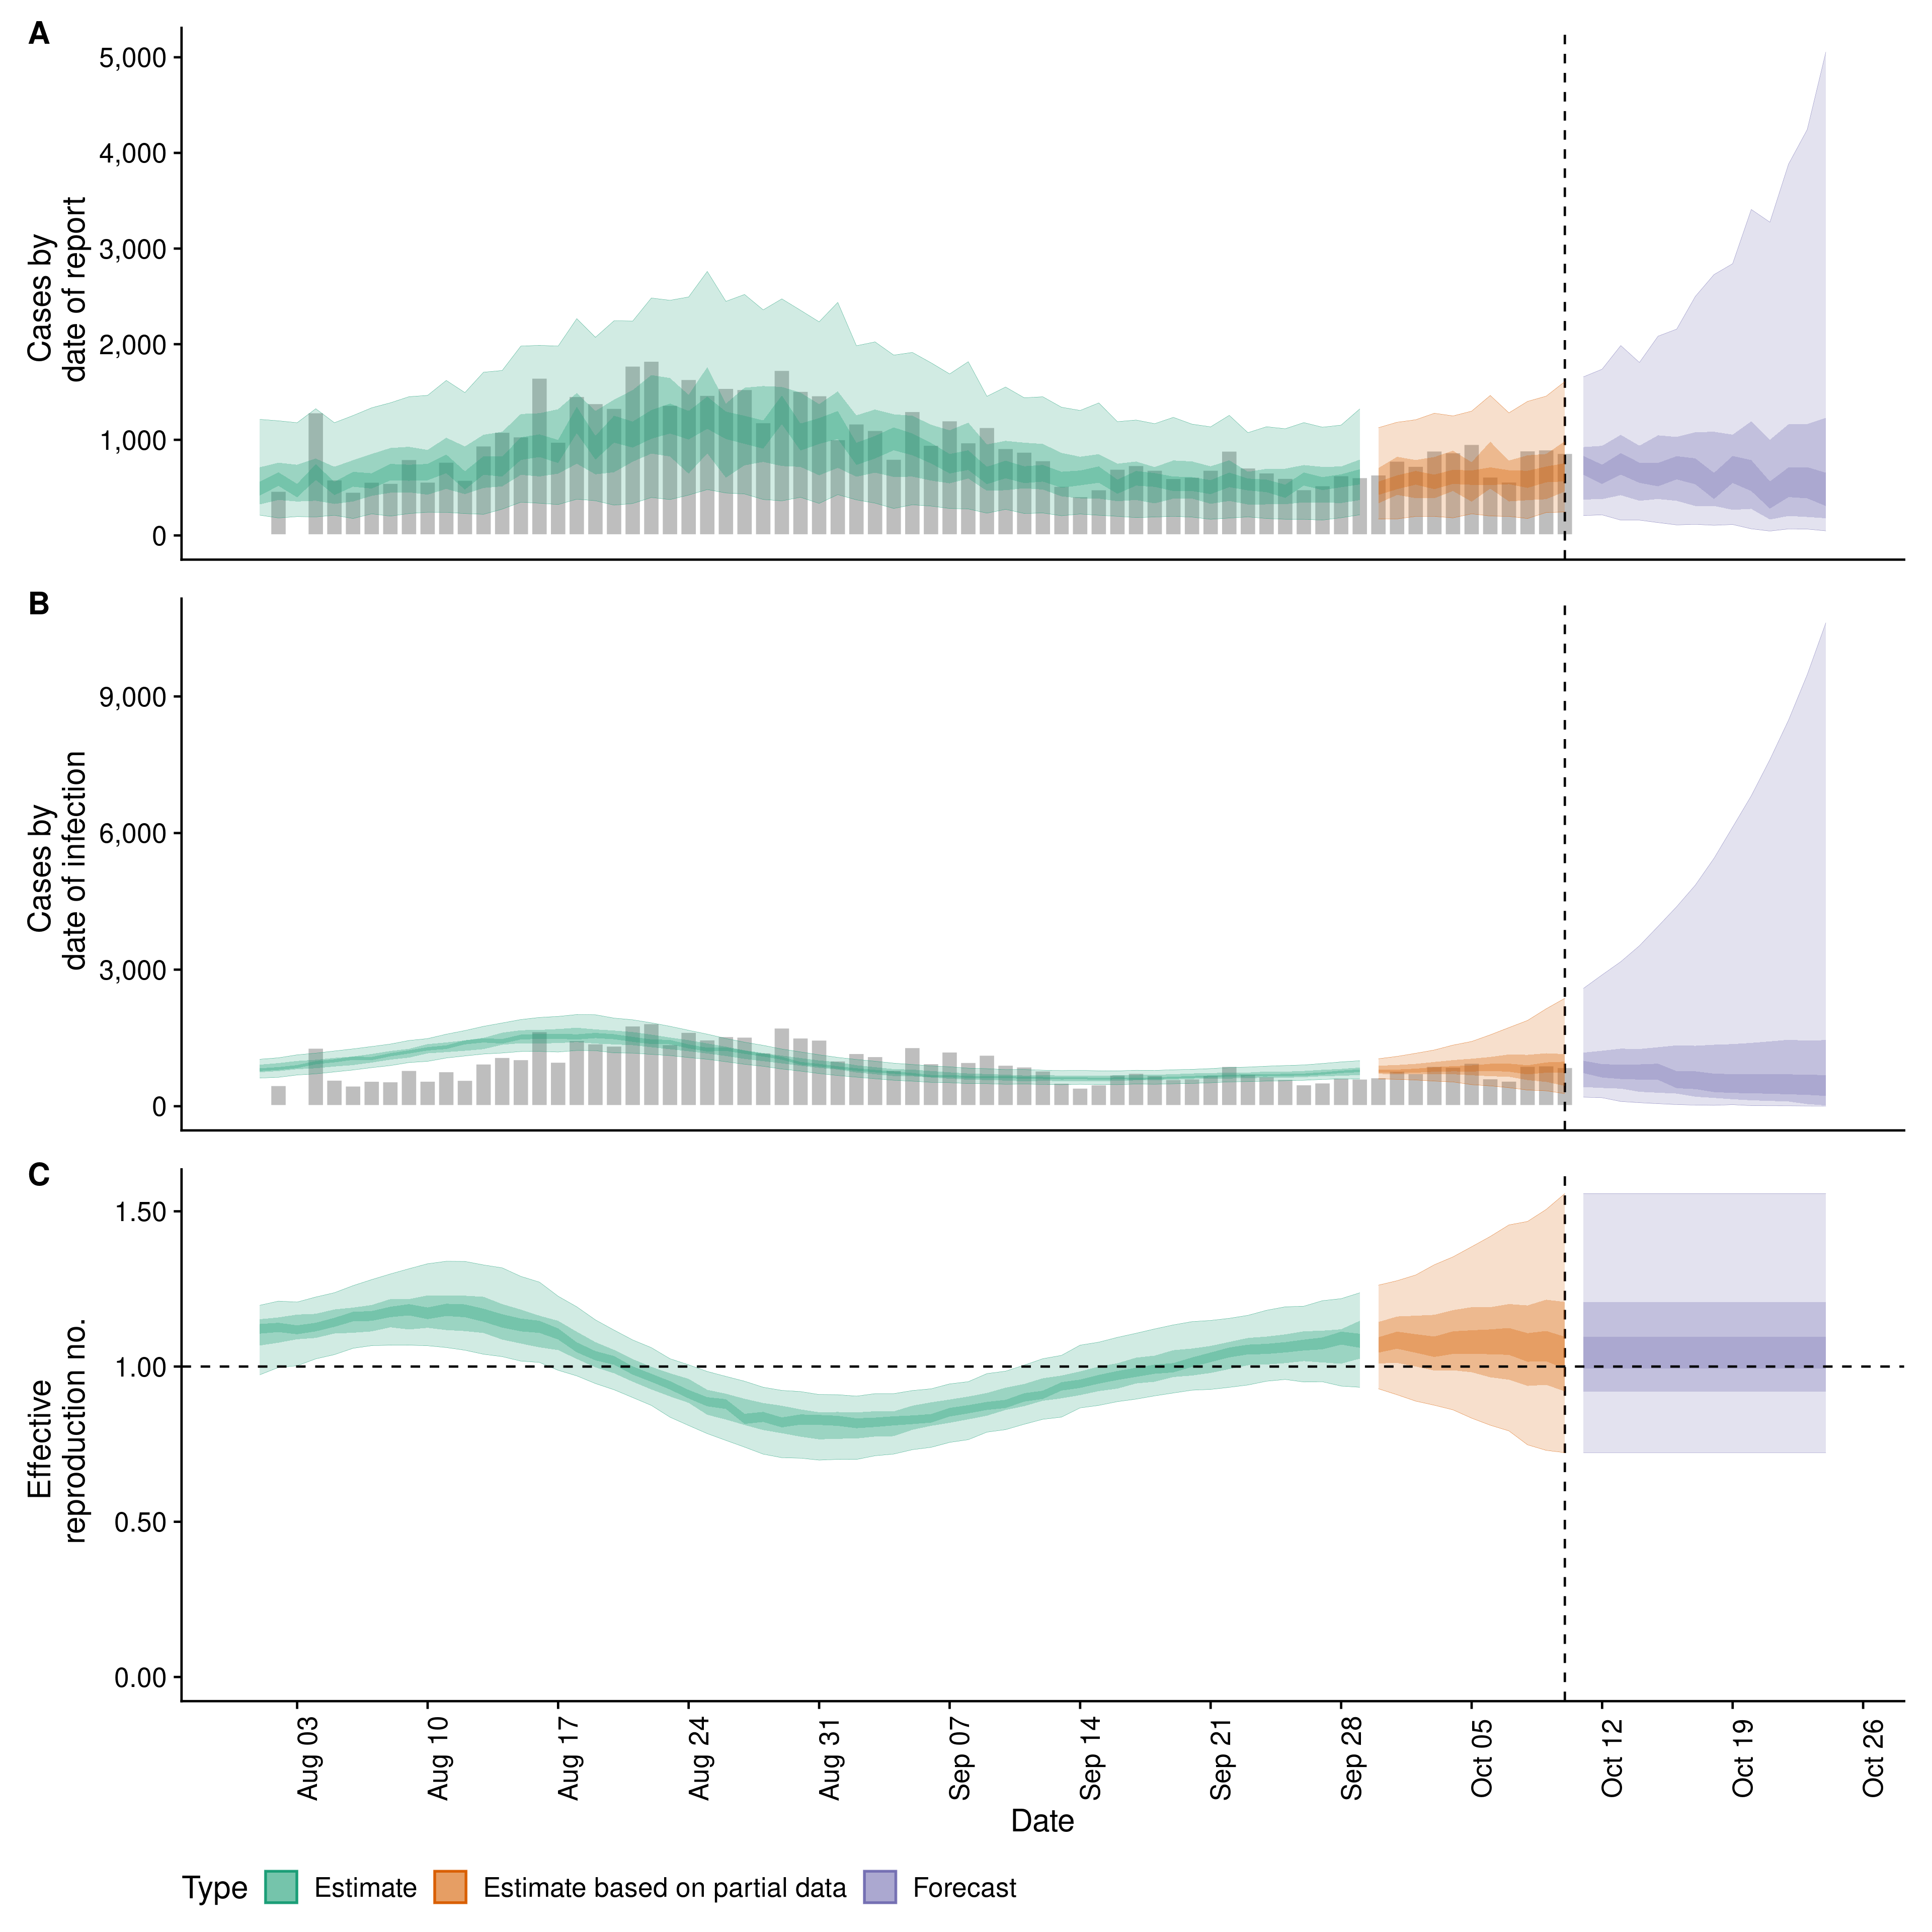 A
5,000
4,000
3,000
2,000
1,000
0
Cases by
date of report
B
9,000
6,000
3,000
0
Cases by
date of infection
C
1.50
1.00
0.50
0.00
Effective
reproduction no.
Aug 03
Aug 10
Aug 17
Aug 24
Aug 31
Sep 07
Sep 14
Sep 21
Sep 28
Oct 05
Oct 12
Oct 19
Oct 26
Date
Type Estimate Estimate based on partial data Forecast